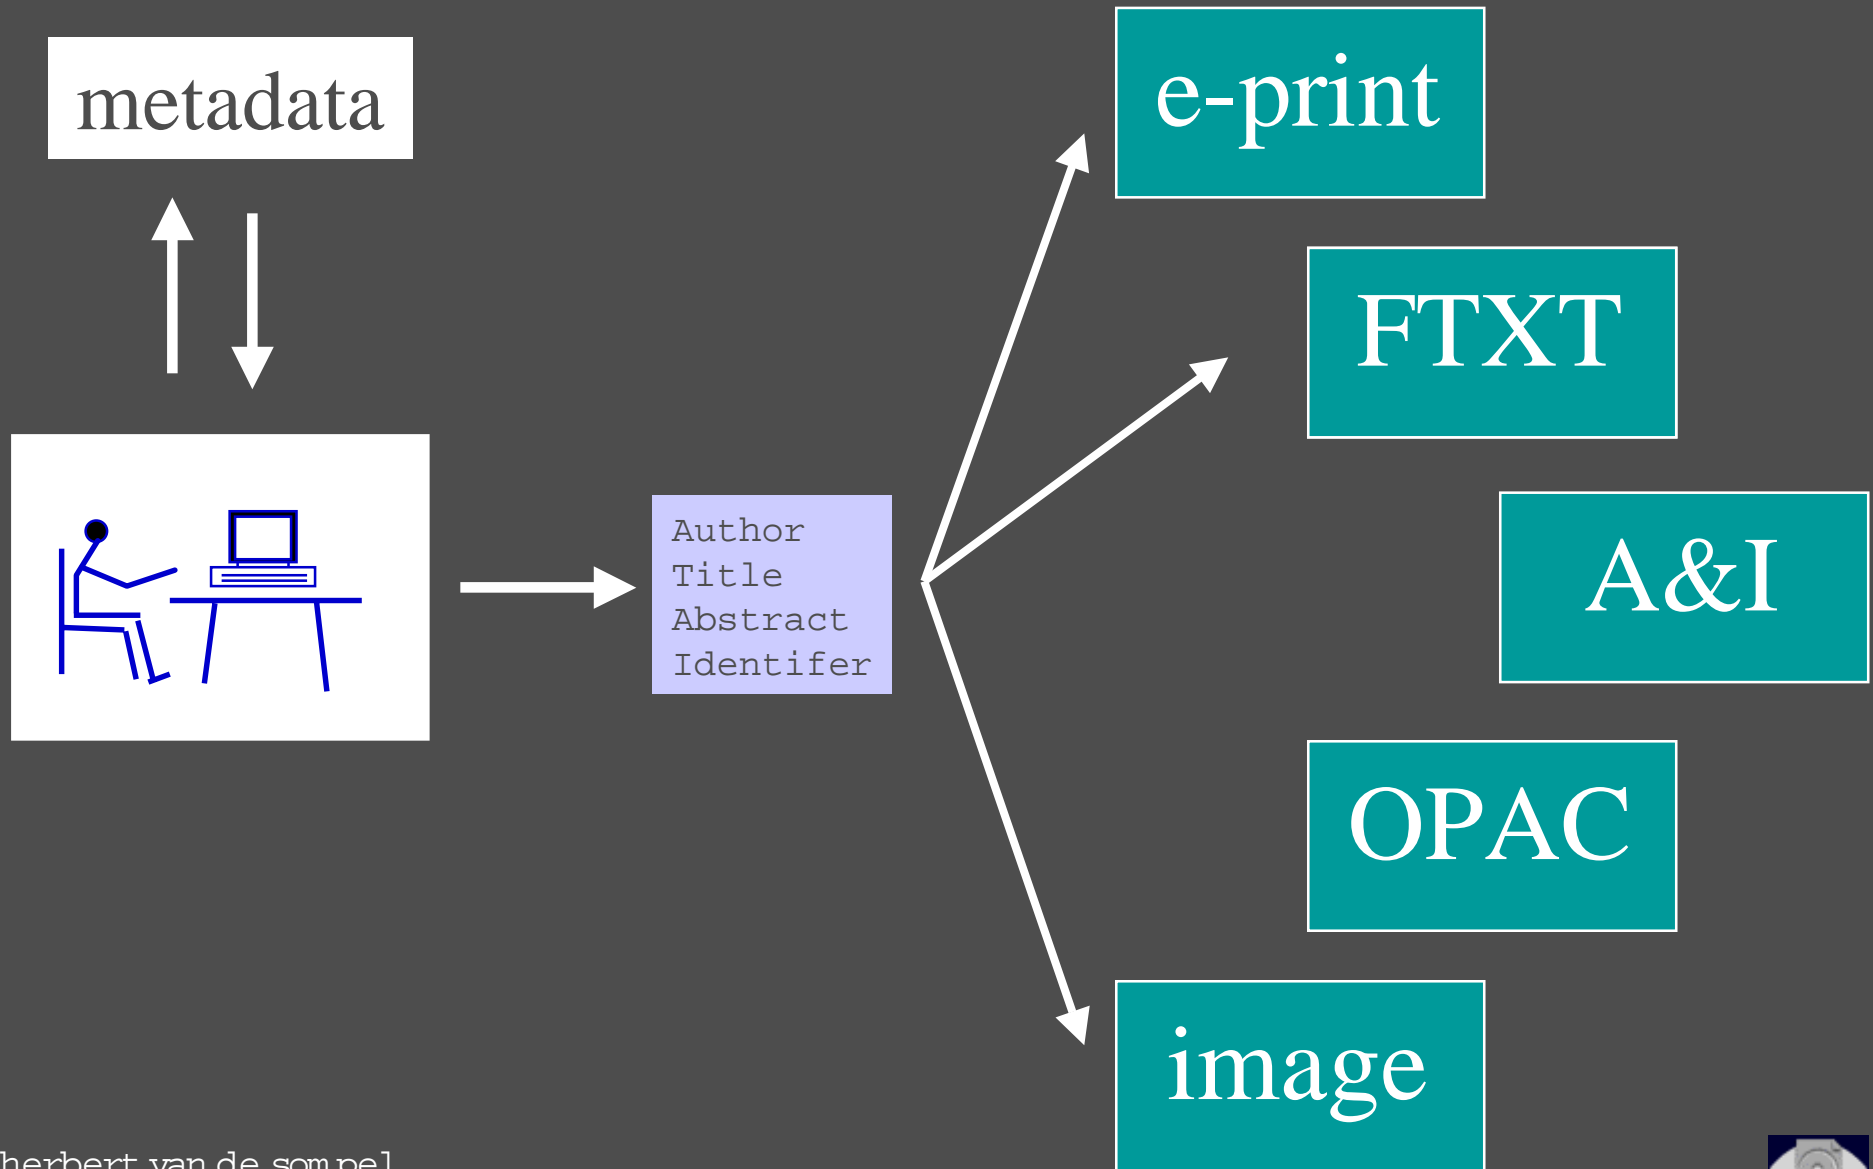 metadata
e-print
FTXT
Author
Title
Abstract
Identifer
A&I
OPAC
image
herbert van de sompel